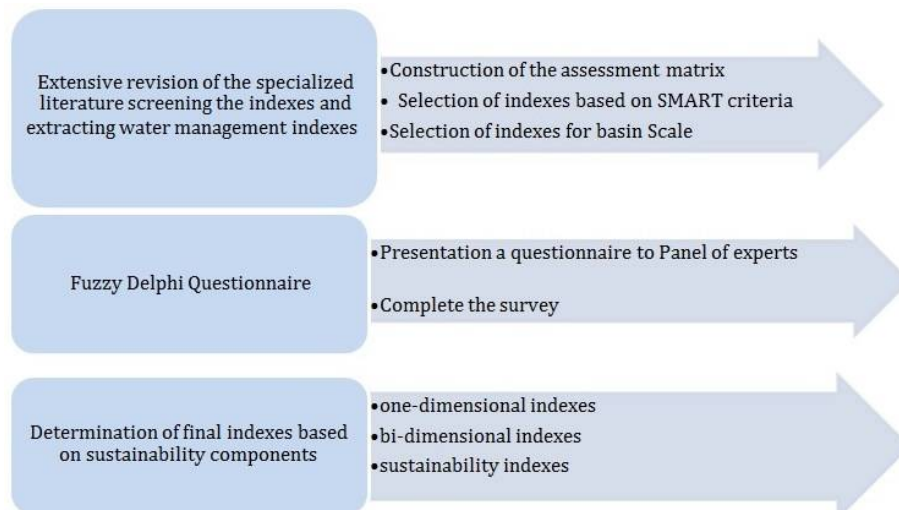 Extensive revision of the specialized
literature screening the indexes and
extracting water management indexes
•Construction of the assessment matrix
• Selection of indexes based on SMART criteria
•Selection of indexes for basin Scale
Fuzzy Delphi Questionnaire
•Presentation a questionnaire to Panel of experts
•Complete the survey
Determination of final indexes based
on sustainability components
•one-dimensional indexes
•bi-dimensional indexes
•sustainability indexes